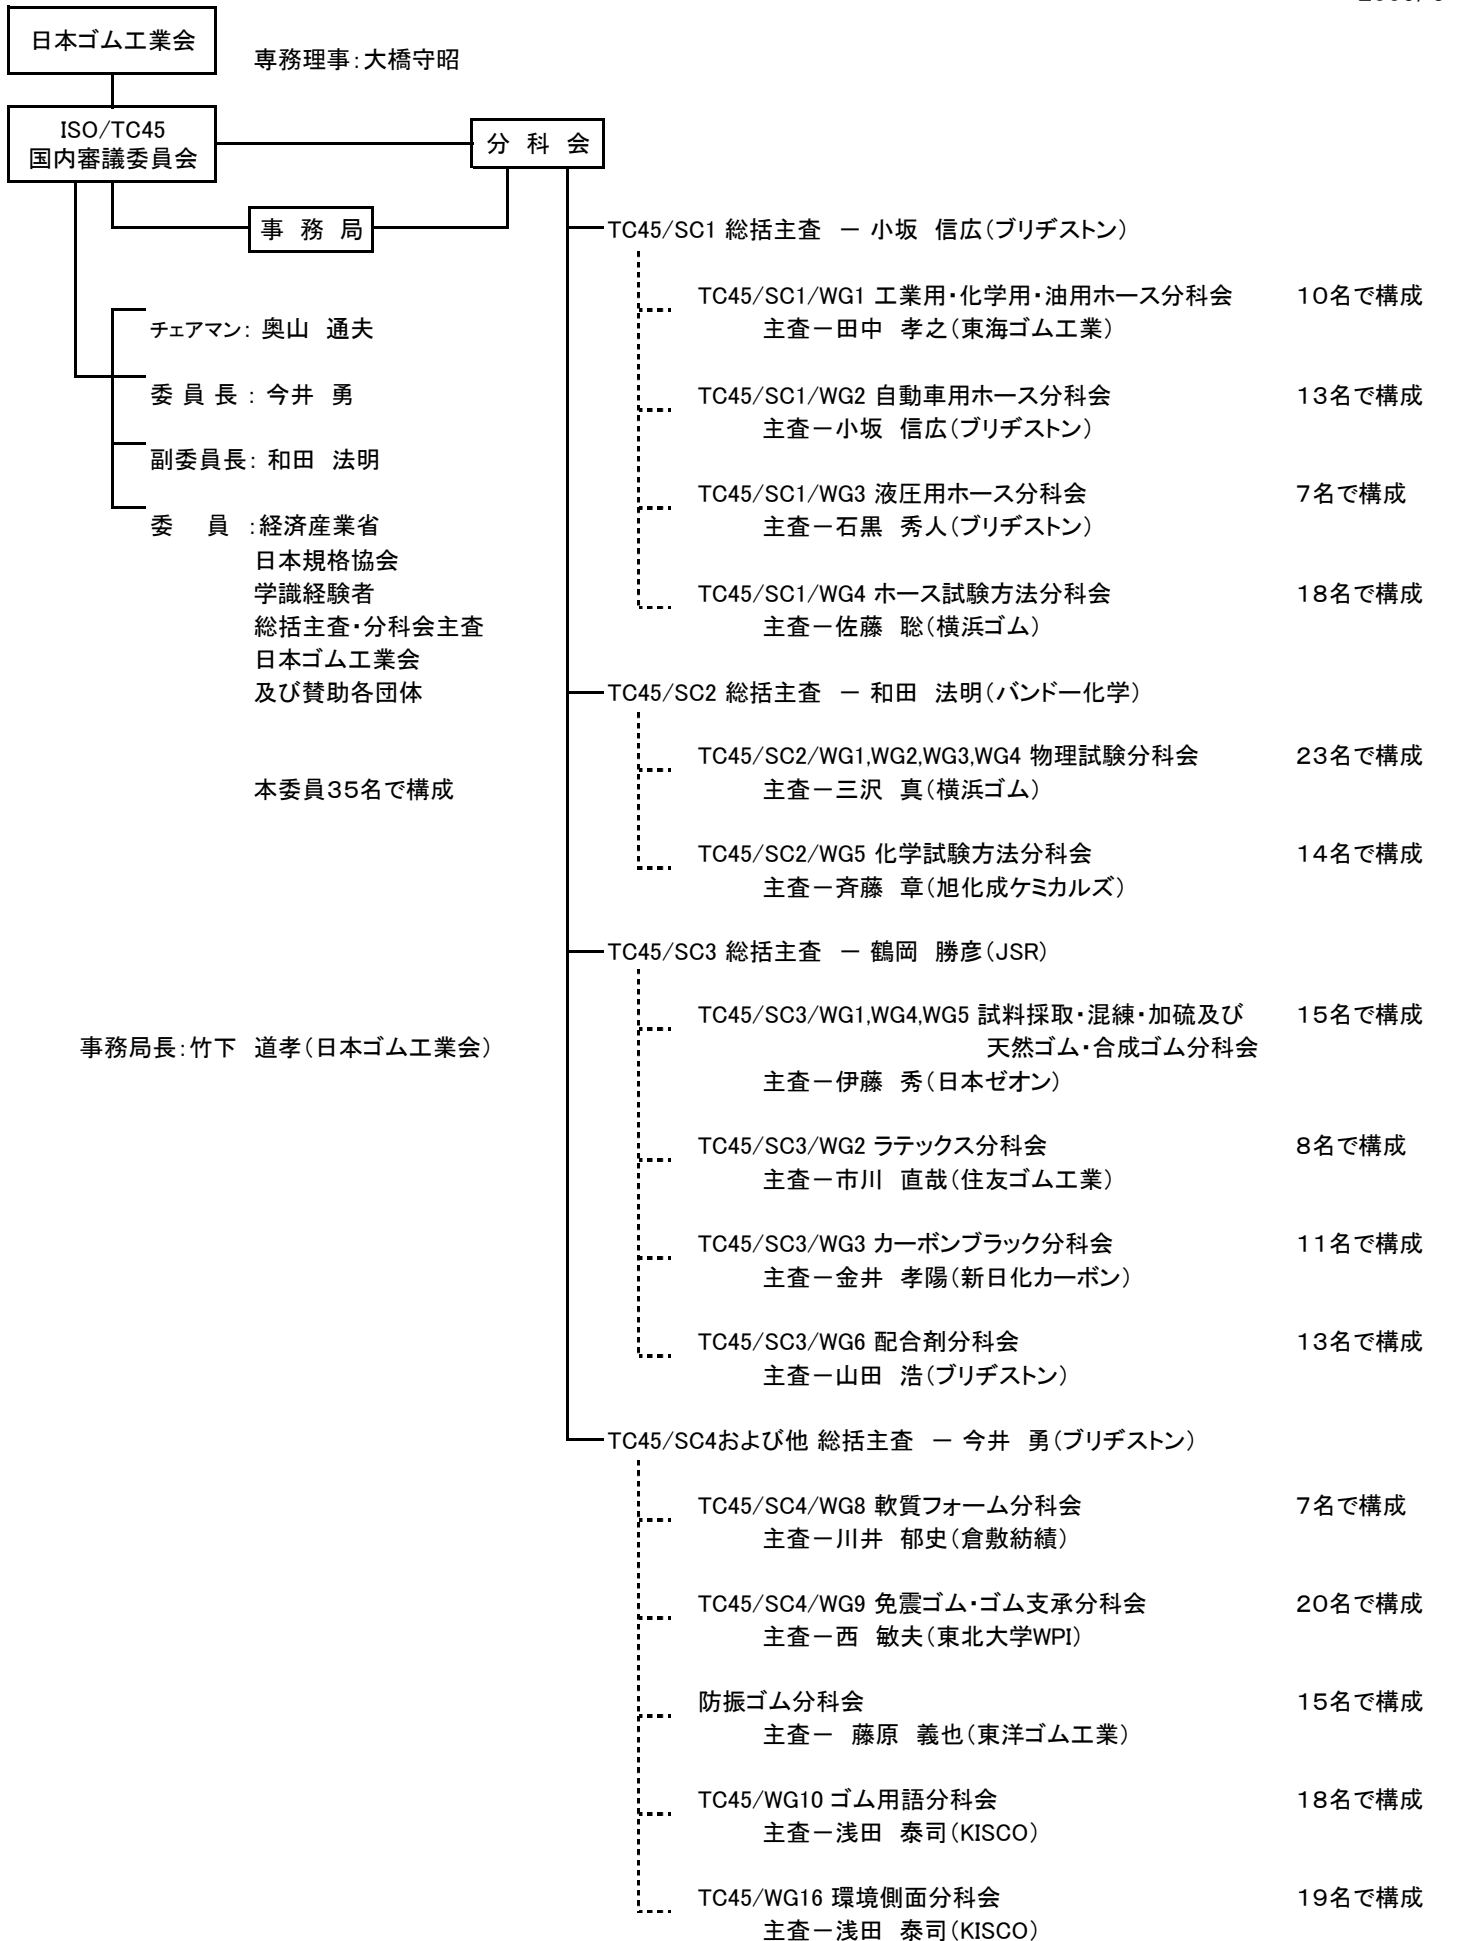 日本ゴム工業会
専務理事：大橋守昭
ISO/TC45
国内審議委員会
分 科 会
事 務 局
チェアマン： 奥山 通夫
委 員 長 ： 今井 勇
副委員長： 和田 法明
委 員 ：経済産業省
日本規格協会
学識経験者
総括主査・分科会主査
日本ゴム工業会
及び賛助各団体
本委員３５名で構成
事務局長：竹下 道孝（日本ゴム工業会）
TC45/SC1 総括主査 － 小坂 信広（ブリヂストン）
TC45/SC1/WG1 工業用・化学用・油用ホース分科会 １０名で構成
主査－田中 孝之（東海ゴム工業）
TC45/SC1/WG2 自動車用ホース分科会 １３名で構成
主査－小坂 信広（ブリヂストン）
TC45/SC1/WG3 液圧用ホース分科会 ７名で構成
主査－石黒 秀人（ブリヂストン）
TC45/SC1/WG4 ホース試験方法分科会 １８名で構成
主査－佐藤 聡（横浜ゴム）
TC45/SC2 総括主査 － 和田 法明（バンドー化学）
TC45/SC2/WG1,WG2,WG3,WG4 物理試験分科会 ２３名で構成
主査－三沢 真（横浜ゴム）
TC45/SC2/WG5 化学試験方法分科会 １４名で構成
主査－斉藤 章（旭化成ケミカルズ）
TC45/SC3 総括主査 － 鶴岡 勝彦（JSR）
TC45/SC3/WG1,WG4,WG5 試料採取・混練・加硫及び １５名で構成
天然ゴム・合成ゴム分科会
主査－伊藤 秀（日本ゼオン）
TC45/SC3/WG2 ラテックス分科会 ８名で構成
主査－市川 直哉（住友ゴム工業）
TC45/SC3/WG3 カーボンブラック分科会 １１名で構成
主査－金井 孝陽（新日化カーボン）
TC45/SC3/WG6 配合剤分科会 １３名で構成
主査－山田 浩（ブリヂストン）
TC45/SC4および他 総括主査 － 今井 勇（ブリヂストン）
TC45/SC4/WG8 軟質フォーム分科会 ７名で構成
主査－川井 郁史（倉敷紡績）
TC45/SC4/WG9 免震ゴム・ゴム支承分科会 ２０名で構成
主査－西 敏夫（東北大学WPI）
防振ゴム分科会 １５名で構成
主査－ 藤原 義也（東洋ゴム工業）
TC45/WG10 ゴム用語分科会 １８名で構成
主査－浅田 泰司（KISCO）
TC45/WG16 環境側面分科会 １９名で構成
主査－浅田 泰司（KISCO）